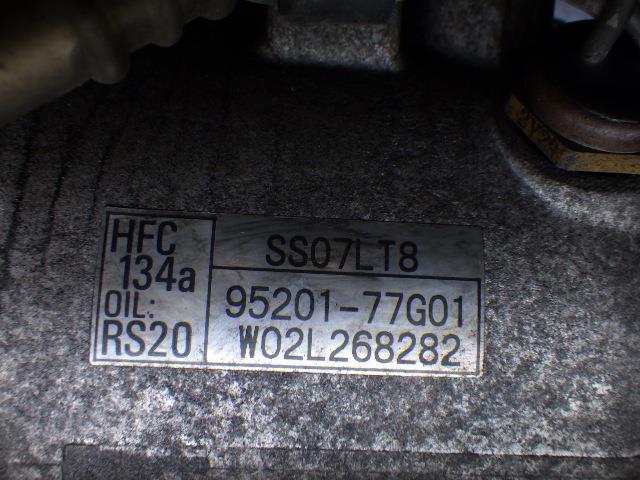 HFC
134a
OIL:
RS20
SS07LT8
95201-77G01
W02L268282